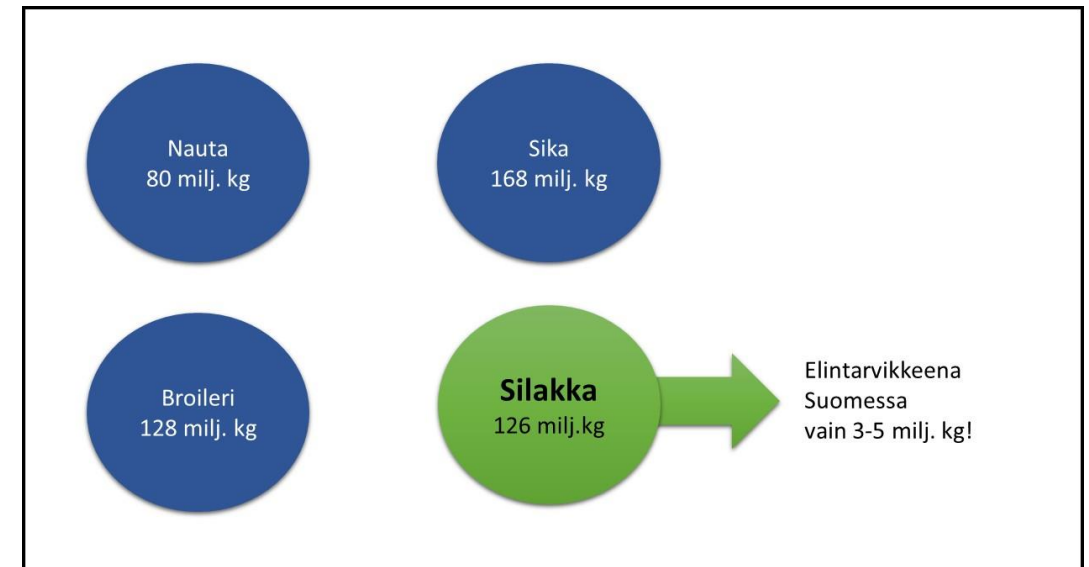 Nauta
80 milj. kg
Sika
168 milj. kg
Broileri
128 milj. kg
Silakka
126 milj.kg
Elintarvikkeena
Suomessa
vain 3-5 milj. kg!